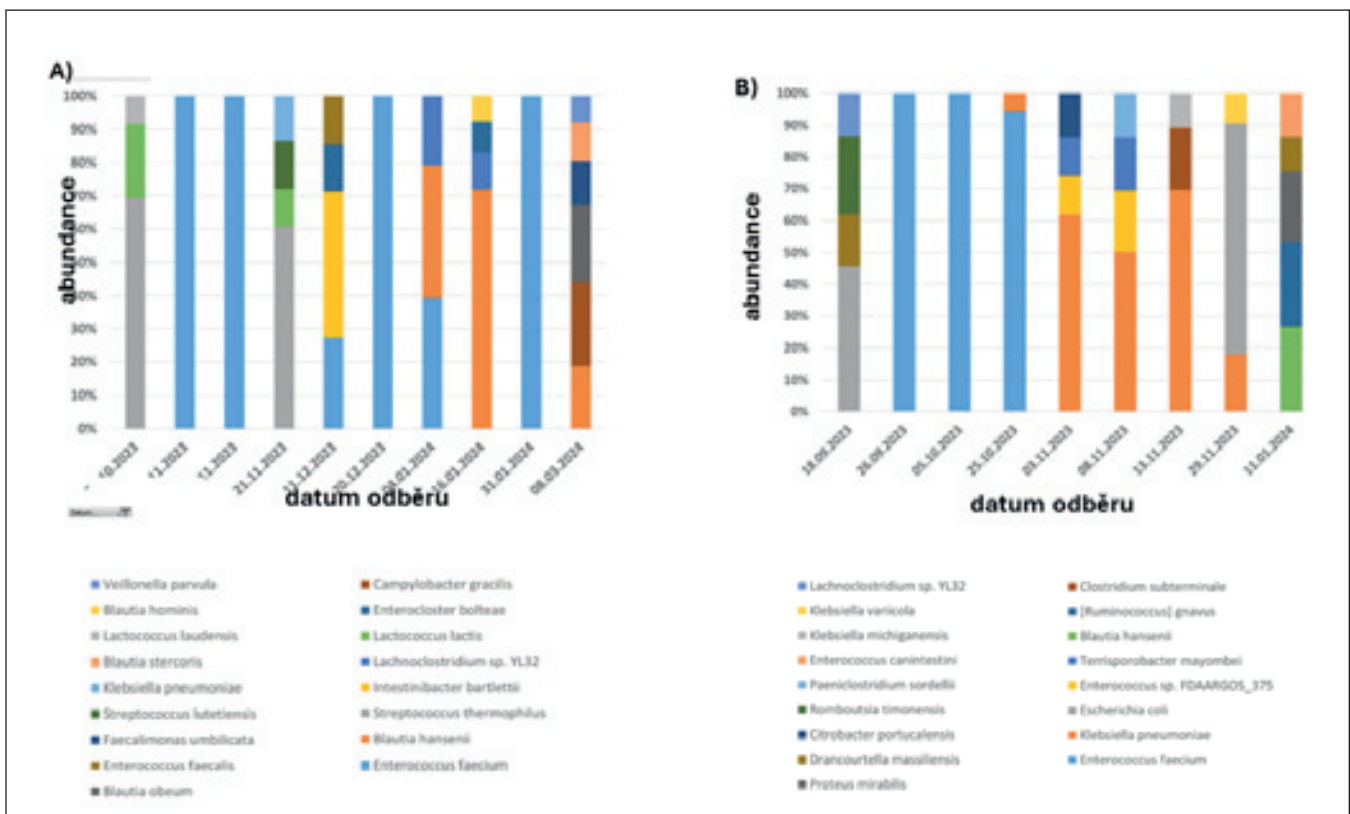 A)
100%
90%
80%
70%
60%
50%
40%
30%
20%
10%
0%
abundance
21.11.2023
11.12.2023
20.12.2023
16.01.2024
31.01.2024
08.03.2024
datum odběru
Veillonella parvula
Campylobacter gracilis
Blautia hominis
Enterocloster bolteae
Lactococcus laudensis
Lactococcus lactis
Blautia stercoris
Lachnoclostridium sp. YL32
Klebsiella pneumoniae
Intestinibacter bartlettii
Streptococcus lutetiensis
Streptococcus thermophilus
Faecalimonas umbilicata
Blautia hansenii
Enterococcus faecalis
Enterococcus faecium
Blautia obeum
B)
100%
90%
80%
70%
60%
50%
40%
30%
20%
10%
0%
abundance
05.10.2023
25.10.2023
03.11.2023
08.11.2023
13.11.2023
29.11.2023
11.01.2024
datum odběru
Lachnoclostridium sp. YL32
Clostridium subterminale
Klebsiella variicola
[Ruminococcus] gnavus
Klebsiella michiganensis
Blautia hansenii
Enterococcus canintestini
Terrisporobacter mayombei
Paeniclostridium sordellii
Enterococcus sp. FDAARGOS_375
Romboutsia timonensis
Escherichia coli
Citrobacter portucalensis
Klebsiella pneumoniae
Drancourtella massiliensis
Enterococcus faecium
Proteus mirabilis